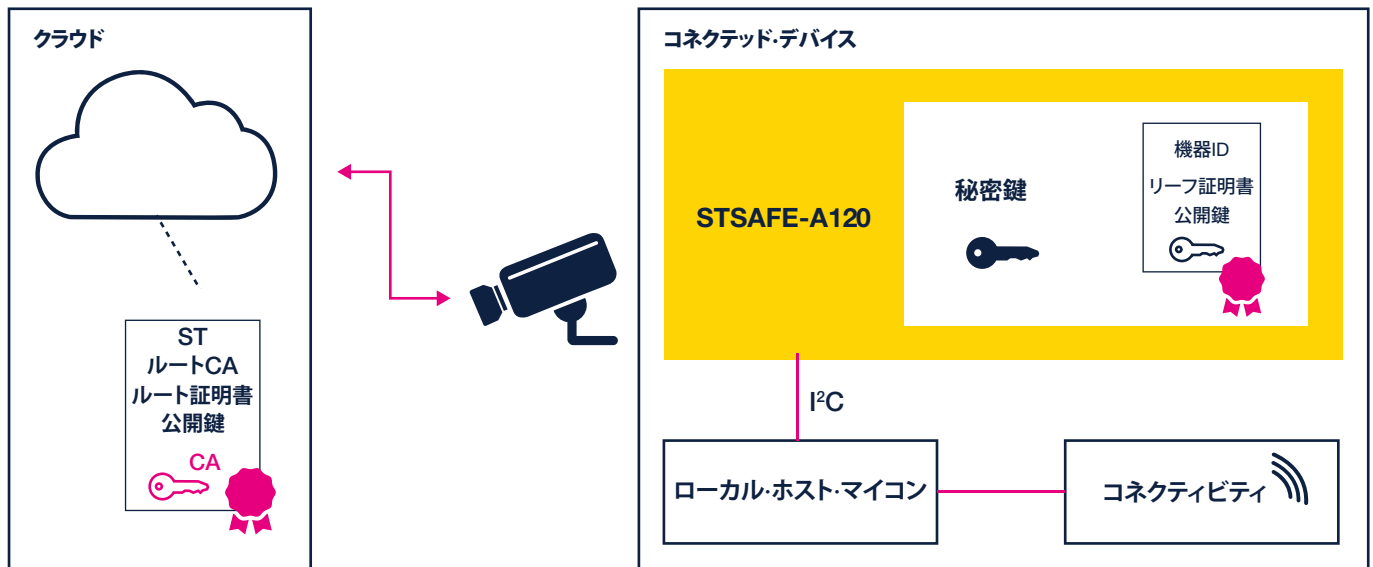 クラウド
ST
ルートCA
ルート証明書
公開鍵
CA
コネクテッド・デバイス
STSAFE-A120
秘密鍵
機器ID
リーフ証明書
公開鍵
I²C
ローカル・ホスト・マイコン
コネクティビティ